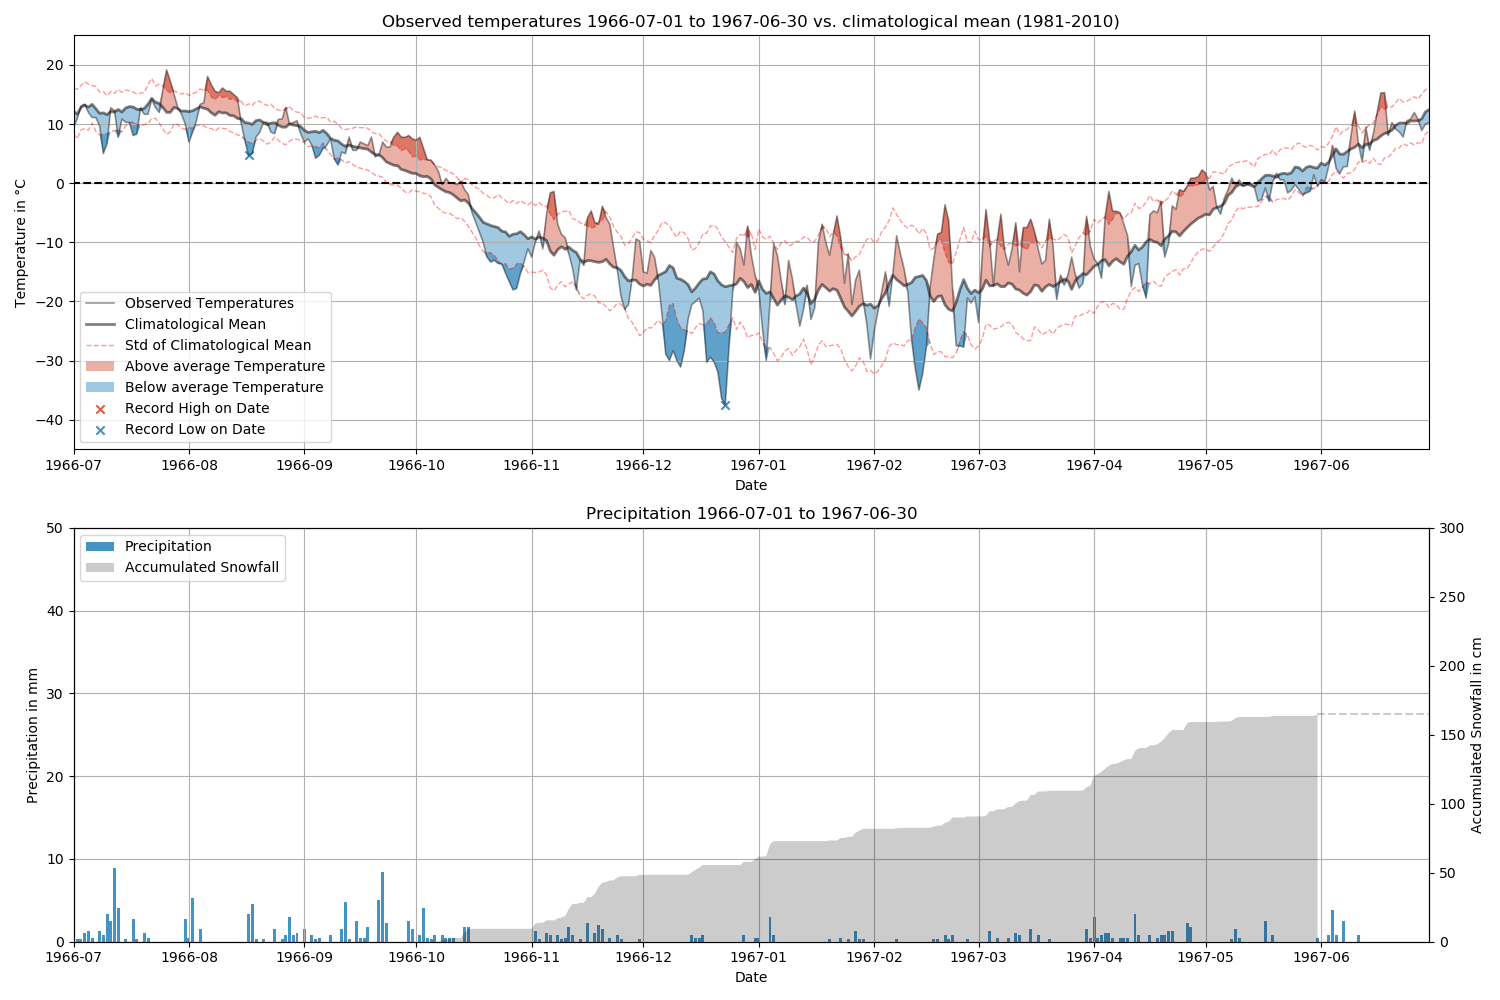 Observed temperatures 1966-07-01 to 1967-06-30 vs. climatological mean (1981-2010)
Temperature in °C
20
10
0
−10
−20
−30
−40
Observed Temperatures
Climatological Mean
Std of Climatological Mean
Above average Temperature
Below average Temperature
Record High on Date
Record Low on Date
1966-07 1966-08 1966-09 1966-10 1966-11 1966-12 1967-01 1967-02 1967-03 1967-04 1967-05 1967-06
Date
Precipitation 1966-07-01 to 1967-06-30
Precipitation in mm
50
40
30
20
10
0
Precipitation
Accumulated Snowfall
300
250
200
150
100
50
0
Accumulated Snowfall in cm
1966-07 1966-08 1966-09 1966-10 1966-11 1966-12 1967-01 1967-02 1967-03 1967-04 1967-05 1967-06
Date